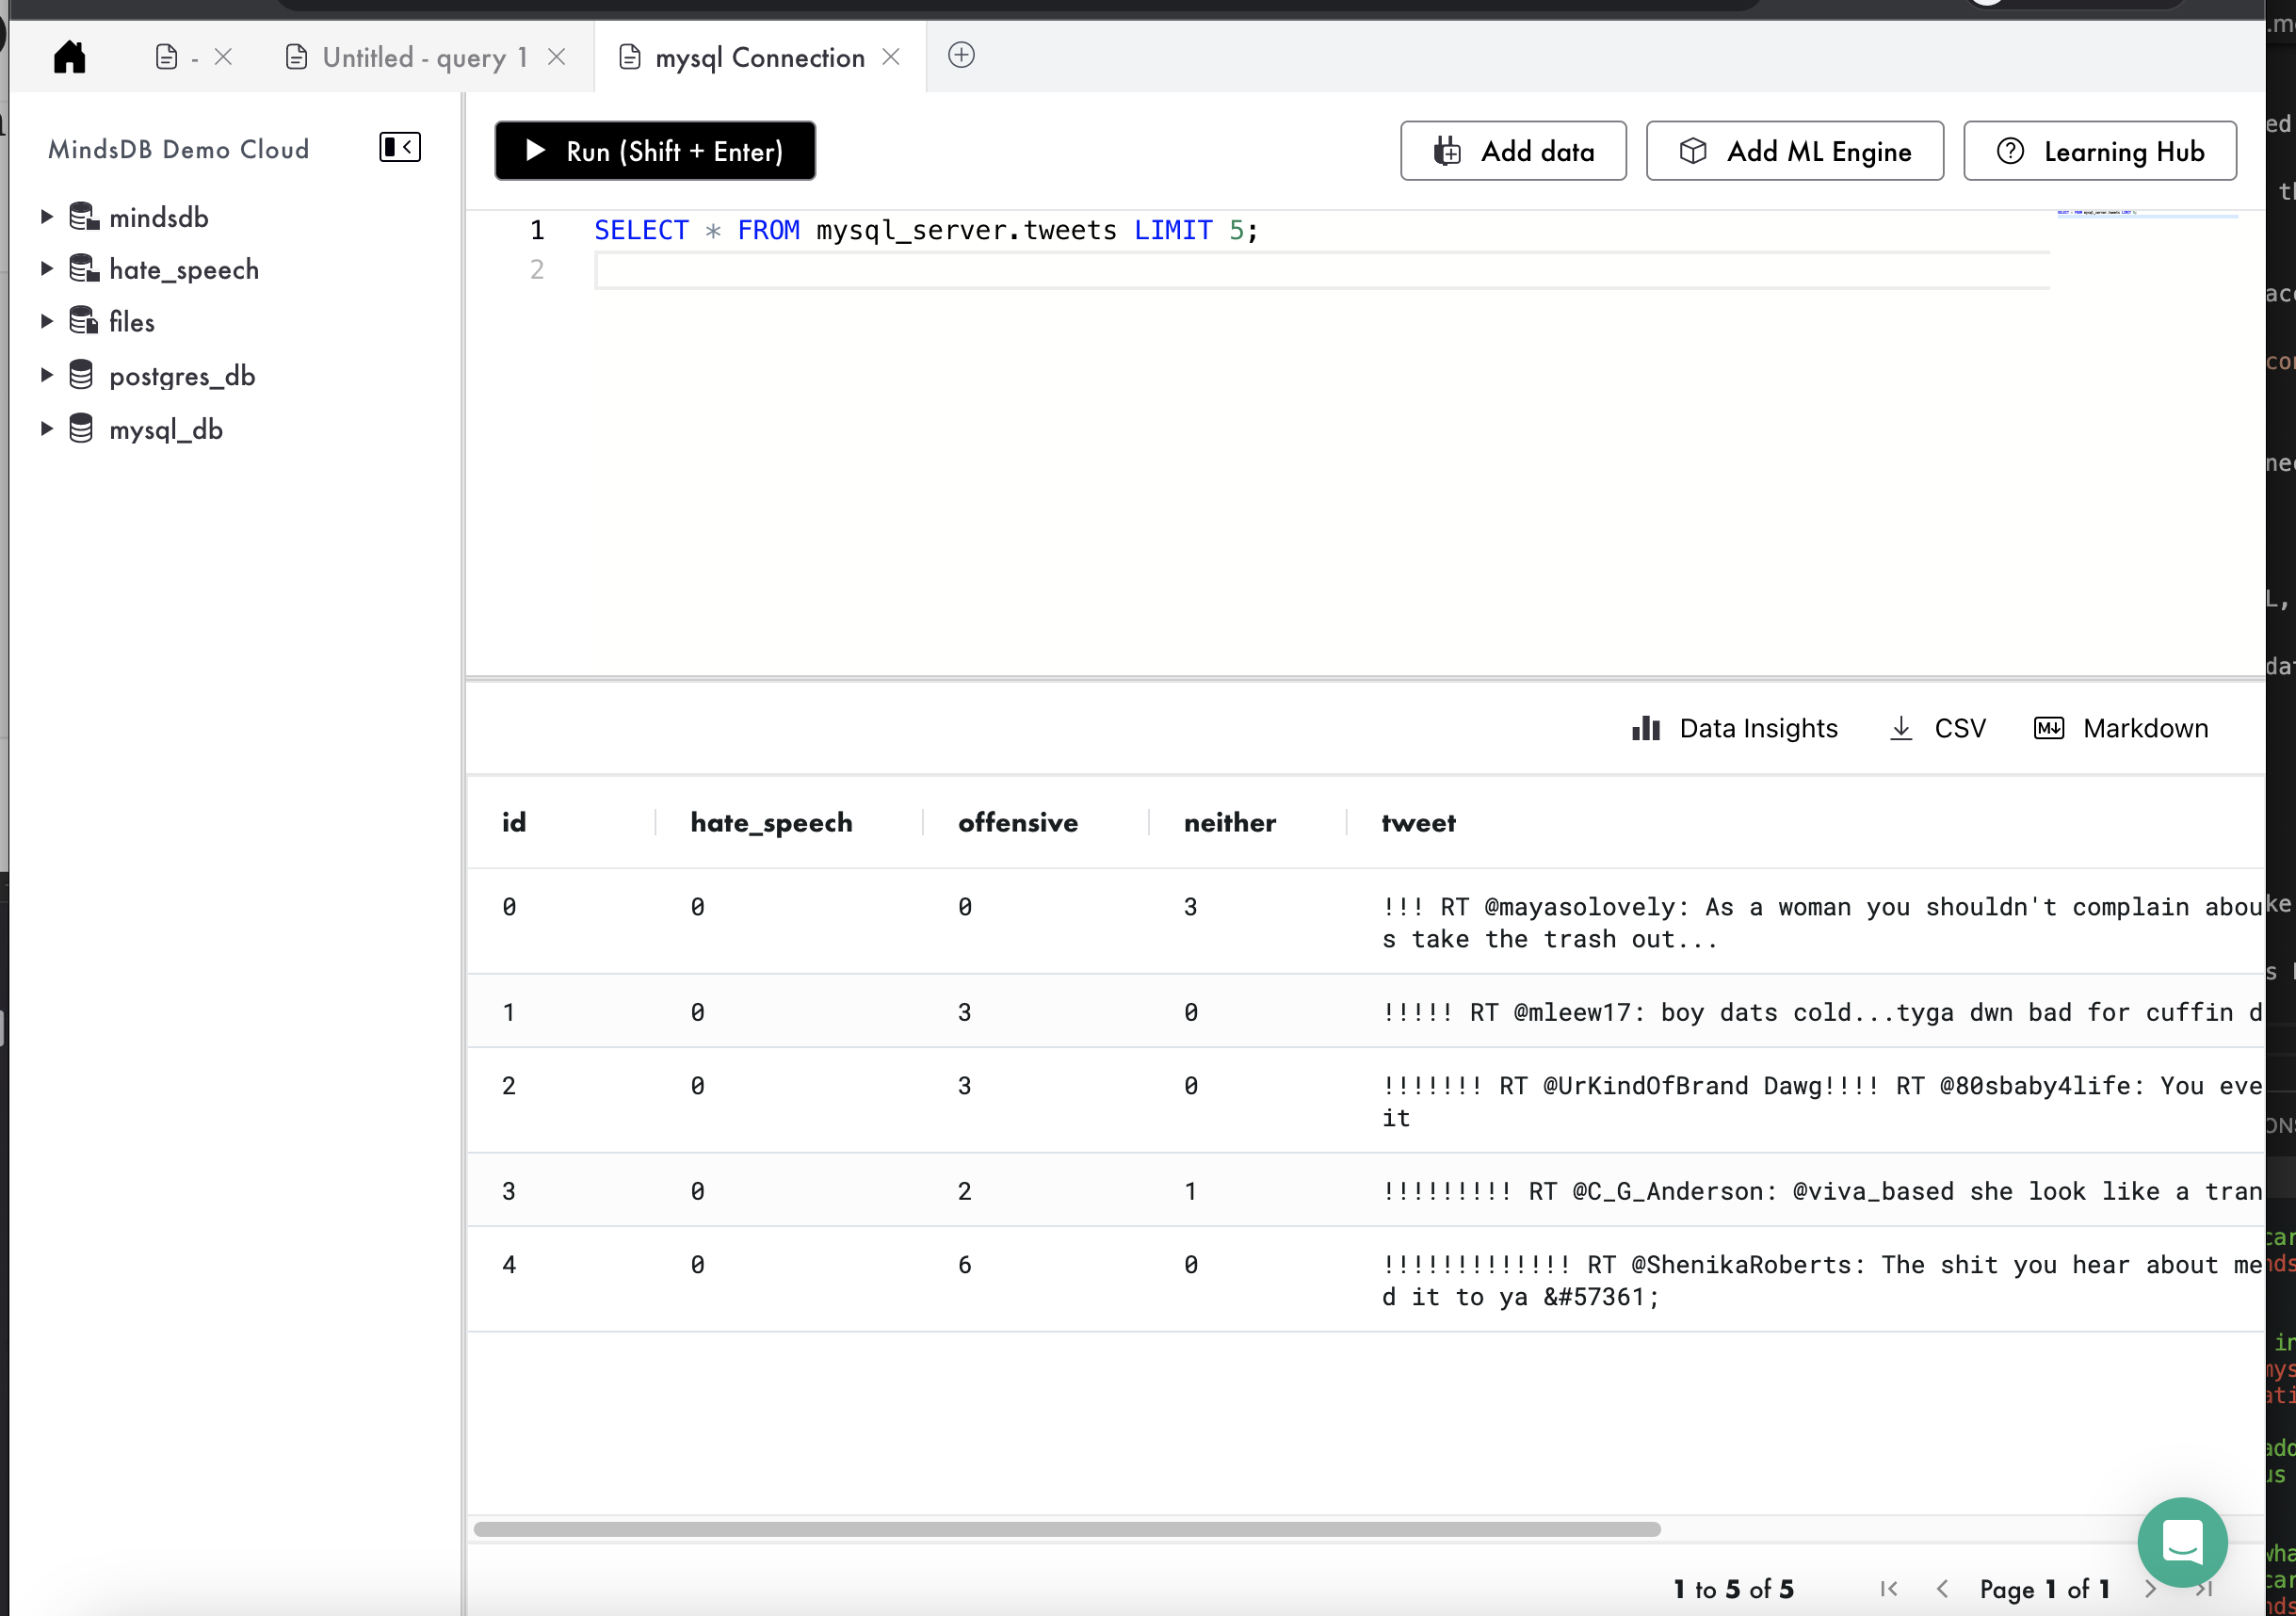 -
Untitled - query 1
mysql Connection
MindsDB Demo Cloud
mindsdb
hate_speech
files
postgres_db
mysql_db
Run (Shift + Enter)
Add data
Add ML Engine
Learning Hub
1 SELECT * FROM mysql_server.tweets LIMIT 5;
2
Data Insights
CSV
Markdown
id hate_speech offensive neither tweet
0 0 0 3 !!! RT @mayasolovely: As a woman you shouldn't complain abou
s take the trash out...
1 0 3 0 !!!!! RT @mleew17: boy dats cold...tyga dwn bad for cuffin d
2 0 3 0 !!!!!!! RT @UrKindOfBrand Dawg!!!! RT @80sbaby4life: You eve
it
3 0 2 1 !!!!!!!!! RT @C_G_Anderson: @viva_based she look like a tran
4 0 6 0 !!!!!!!!!!!!! RT @ShenikaRoberts: The shit you hear about me
d it to ya &#57361;
1 to 5 of 5
Page 1 of 1